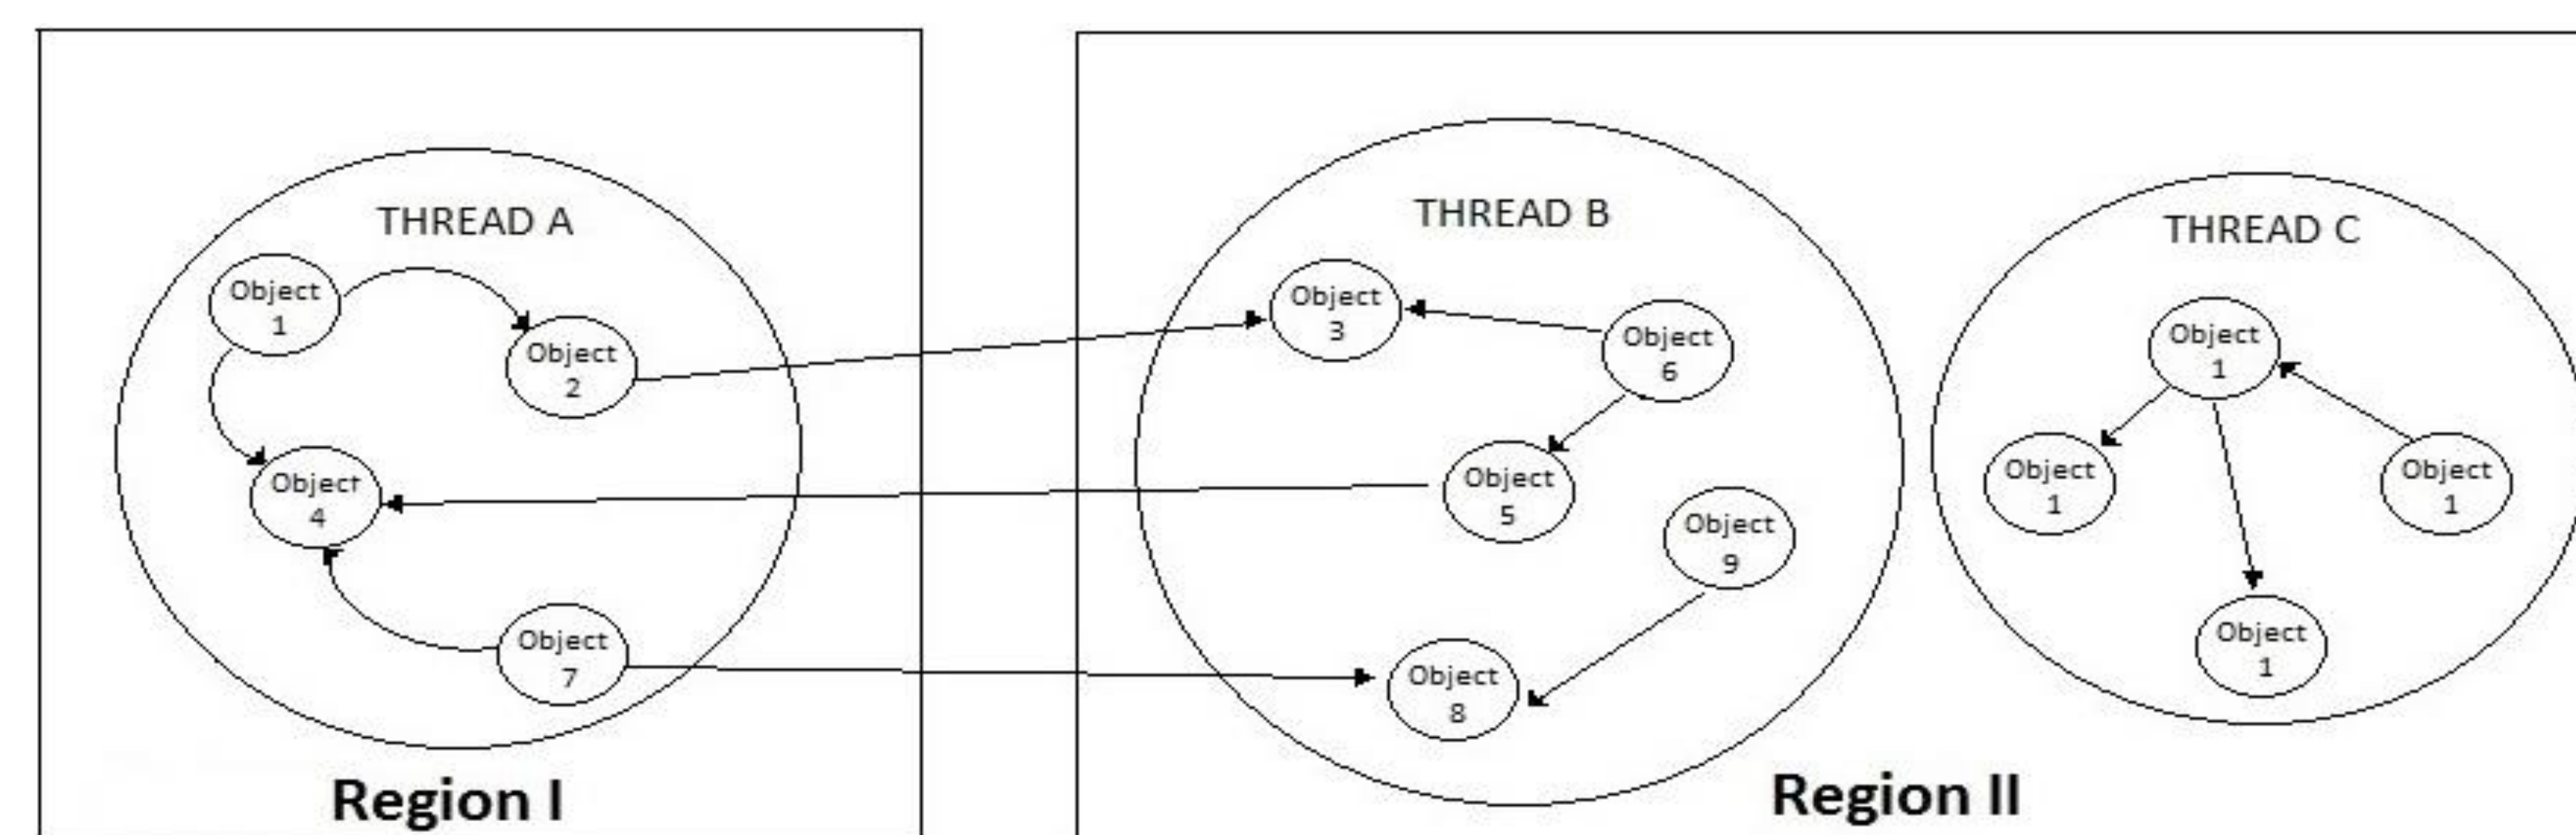 THREAD A
Object
1
Object
2
Object
4
Object
7
Region I
THREAD B
Object
3
Object
6
Object
5
Object
9
Object
8
THREAD C
Object
1
Object
1
Object
1
Object
1
Region II